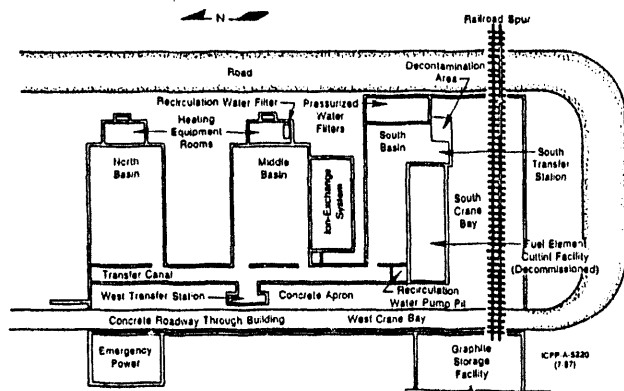 N
Railroad Spur
Road
Decontamination
Area
Recirculation Water Filter
Pressurized
Water
Filters
Heating
Equipment
Rooms
South
Basin
North
Basin
Middle
Basin
Ion-Exchange
System
South
Transfer
Station
South
Crane
Bay
Fuel Element
Cuttint Facility
(Decommissioned)
Transfer Canal
Recirculation
Water Pump Pit
West Transfer Station
Concrete Apron
Concrete Roadway Through Building
West Crane Bay
Emergency
Power
Graphite
Storage
Facility
ICPP-A-5220
(7-87)